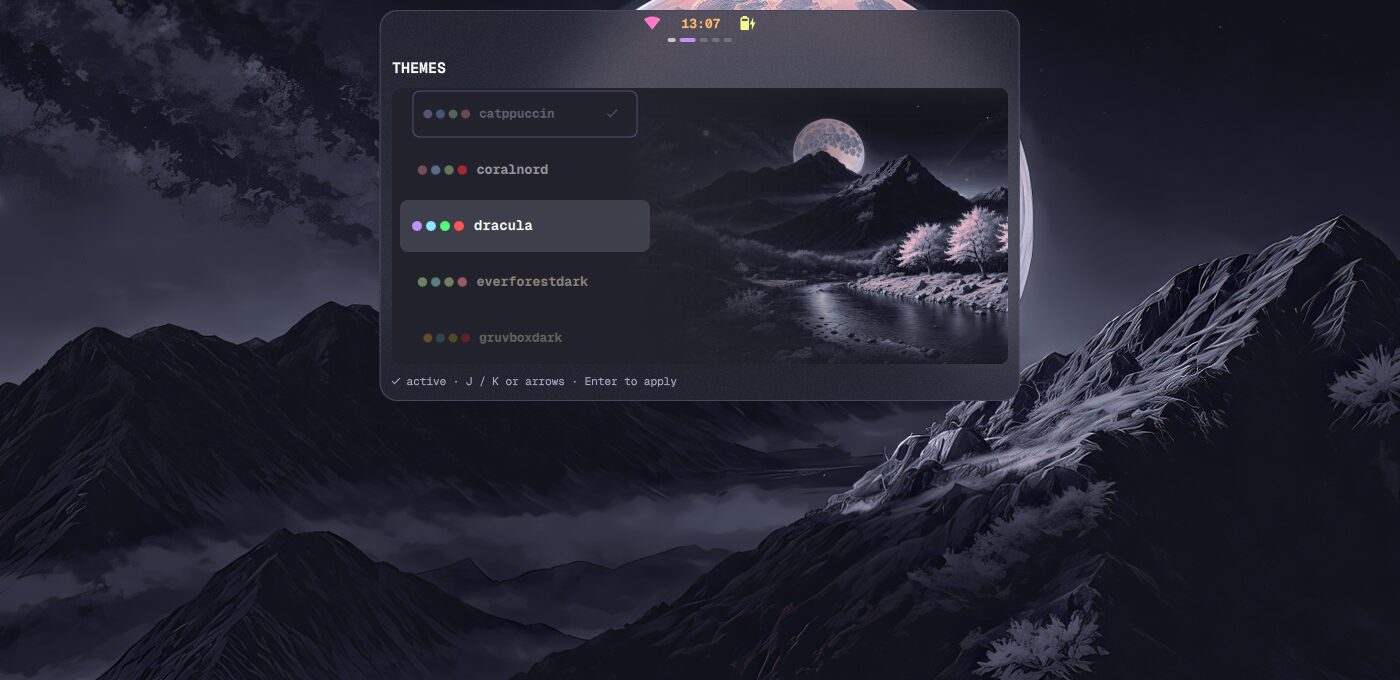 13:07
THEMES
catppuccin
coralnord
dracula
everforestdark
gruvboxdark
✓ active · J / K or arrows · Enter to apply